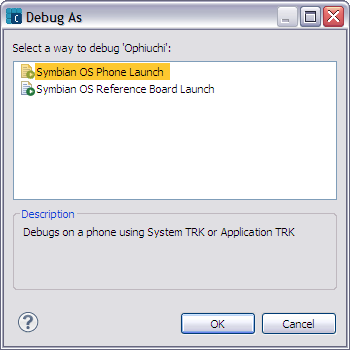 Debug As
Select a way to debug 'Ophiuchi':
Symbian OS Phone Launch
Symbian OS Reference Board Launch
Description
Debugs on a phone using System TRK or Application TRK
OK Cancel